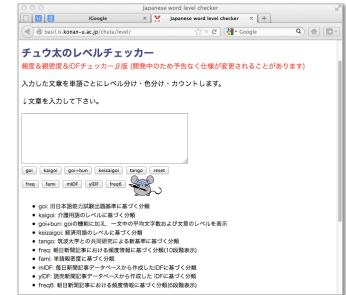 Japanese word level checker
iGoogle
Japanese word level checker
basil.is.konan-u.ac.jp/chuta/level/
Google
チュウ太のレベルチェッカー
頻度＆親密度＆IDFチェッカーβ版 (開発中のため予告なく仕様が変更されることがあります)
入力した文章を単語ごとにレベル分け・色分け・カウントします。
↓文章を入力して下さい。
goi kaigoi goi+bun keizaigoi tango reset
freq fami mIDF yIDF freq6
goi: 旧日本語能力試験出題基準に基づく分類
kaigoi: 介護用語のレベルに基づく分類
goi+bun: goiの機能に加え、一文中の平均文字数および文章のレベルを表示
keizaigoi: 経済用語のレベルに基づく分類
tango: 筑波大学との共同研究による新基準に基づく分類
freq: 朝日新聞記事における頻度情報に基づく分類(10段階表示)
fami: 単語親密度に基づく分類
mIDF: 毎日新聞記事データベースから作成したIDFに基づく分類
yIDF: 読売新聞記事データベースから作成したIDFに基づく分類
freq6: 朝日新聞記事における頻度情報に基づく分類(6段階表示)